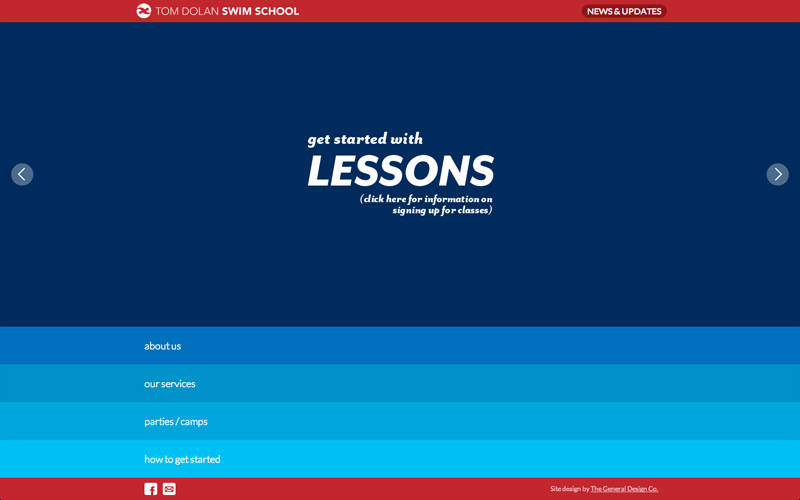 TOM DOLAN SWIM SCHOOL
NEWS & UPDATES
get started with
LESSONS
(click here for information on
signing up for classes)
about us
our services
parties / camps
how to get started
Site design by The General Design Co.